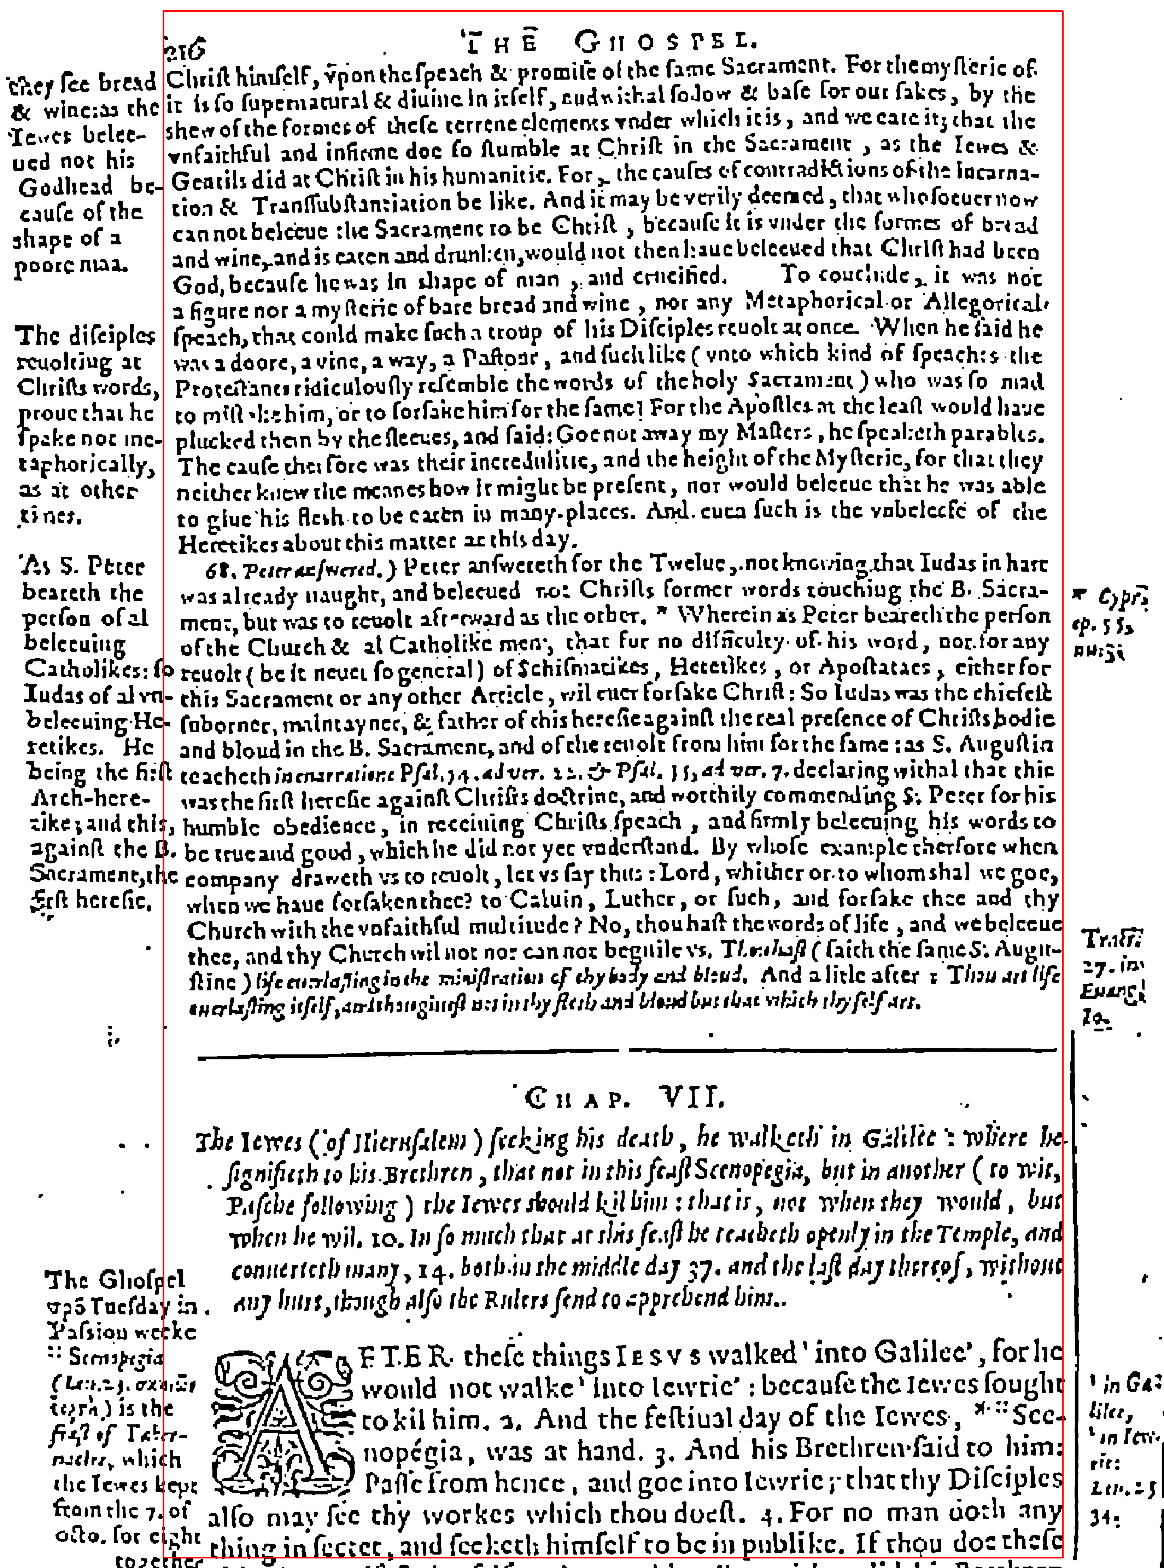 216 THE GHOSPEL.
they see bread
& wine: as the
Iewes belee-
ued not his
Godhead be-
cause of the
shape of a
poore man.
The disciples
reuolting at
Christs words,
proue that he
spake not me-
taphorically,
as at other
times.
As S. Peter
beareth the
person of al
beleeuing
Catholikes: so
Iudas of al vn-
beleeuing He-
retikes. He
being the first
Arch-here-
tike; and this,
against the B.
Sacrament, the
first heresie.
Christ himself, vpon the speach & promise of the same Sacrament. For the mysterie of
it is so supernatural & diuine in itself, and withal so low & base for our sakes, by the
shew of the formes of these terrene elements vnder which it is, and we eate it; that the
vnfaithful and infirme doe so stumble at Christ in the Sacrament, as the Iewes &
Gentils did at Christ in his humanitie. For, the causes of contradictions of the Incarna-
tion & Transsubstantiation be like. And it may be verily deemed, that whosoeuer now
can not beleeue the Sacrament to be Christ, because it is vnder the formes of bread
and wine, and is eaten and drunken, would not then haue beleeued that Christ had been
God, because he was in shape of man, and crucified. To conclude, it was not
a figure nor a mysterie of bare bread and wine, nor any Metaphorical or Allegorical
speach, that could make such a troup of his Disciples reuolt at once. When he said he
was a doore, a vine, a way, a Pastour, and such like (vnto which kind of speaches the
Protestants ridiculously resemble the words of the holy Sacrament) who was so mad
to mistake him, or to forsake him for the same? For the Apostles at the least would haue
plucked them by the sleeues, and said: Goe not away my Masters, he speaketh parables.
The cause therfore was their incredulitie, and the height of the Mysterie, for that they
neither knew the meanes how it might be present, nor would beleeue that he was able
to giue his flesh to be eaten in many places. And euen such is the vnbeleefe of the
Heretikes about this matter at this day.
68. Peter answered.) Peter answereth for the Twelue, not knowing that Iudas in hart
was already naught, and beleeued not Christs former words touching the B. Sacra-
ment, but was to reuolt afterward as the other. * Wherein as Peter beareth the person
of the Church & al Catholike men, that for no difficulty of his word, nor for any
reuolt (be it neuer so general) of Schismatikes, Heretikes, or Apostataes, either for
this Sacrament or any other Article, wil euer forsake Christ: So Iudas was the chiefest
suborner, maintayner, & father of this heresie against the real presence of Christs bodie
and bloud in the B. Sacrament, and of the reuolt from him for the same: as S. Augustin
teacheth in enarratione Psal. 54. ad ver. 22. & Psal. 55, ad ver. 7. declaring withal that this
was the first heresie against Christs doctrine, and worthily commending S. Peter for his
humble obedience, in receiuing Christs speach, and firmly beleeuing his words to
be true and good, which he did not yet vnderstand. By whose example therfore when
company draweth vs to reuolt, let vs say thus: Lord, whither or to whom shal we goe,
when we haue forsaken thee? to Caluin, Luther, or such, and forsake thee and thy
Church with the vnfaithful multitude? No, thou hast the words of life, and we beleeue
thee, and thy Church wil not nor can not beguile vs. Thou hast (saith the same S. Augu-
stine) life euerlasting in the ministration of thy body and bloud. And a litle after: Thou art life
euerlasting itself, and thou giuest not in thy flesh and bloud but that which thyself art.
* Cypr.
ep. 55,
Tract.
27. in
Euang.
Io.
CHAP. VII.
The Iewes (of Hierusalem) seeking his death, he walketh in Galilee: where he
signifieth to his Brethren, that not in this feast Scenopegia, but in another (to wit,
Pasche following) the Iewes should kil him: that is, not when they would, but
when he wil. 10. In so much that at this feast he teacheth openly in the Temple, and
conuerteth many, 14. both in the middle day 37. and the last day thereof, without
any hurt, though also the Rulers send to apprehend him.
The Ghospel
vpō Tuesday in
Passion weeke
:: Scenopegia
(Leu. 23.
) is the
feast of Taber-
nacles, which
the Iewes kept
from the 7. of
octo. for eight
together
AFTER these things IESVS walked 'into Galilee', for he
would not walke 'into Iewrie': because the Iewes sought
to kil him. 2. And the festiual day of the Iewes, * :: Sce-
nopégia, was at hand. 3. And his Brethren said to him:
Passe from hence, and goe into Iewrie; that thy Disciples
also may see thy workes which thou doest. 4. For no man doth any
thing in secret, and seeketh himself to be in publike. If thou doe these
' in Ga-
lilee,
' in Iew-
rie:
Leu. 23
34: